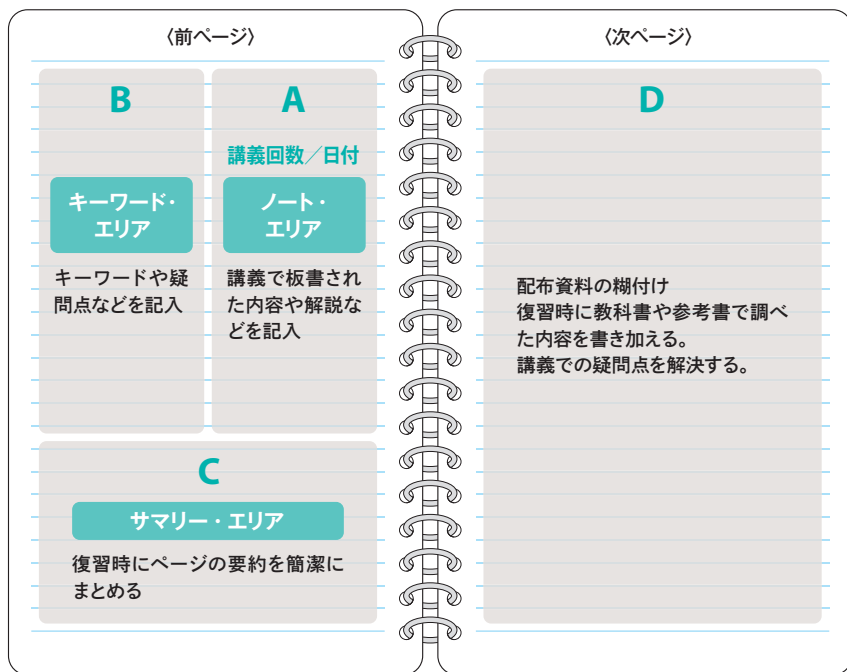 〈前ページ〉
B
キーワード・
エリア
キーワードや疑
問点などを記入
A
講義回数／日付
ノート・
エリア
講義で板書され
た内容や解説な
どを記入
C
サマリー・エリア
復習時にページの要約を簡潔に
まとめる
〈次ページ〉
D
配布資料の糊付け
復習時に教科書や参考書で調べ
た内容を書き加える。
講義での疑問点を解決する。